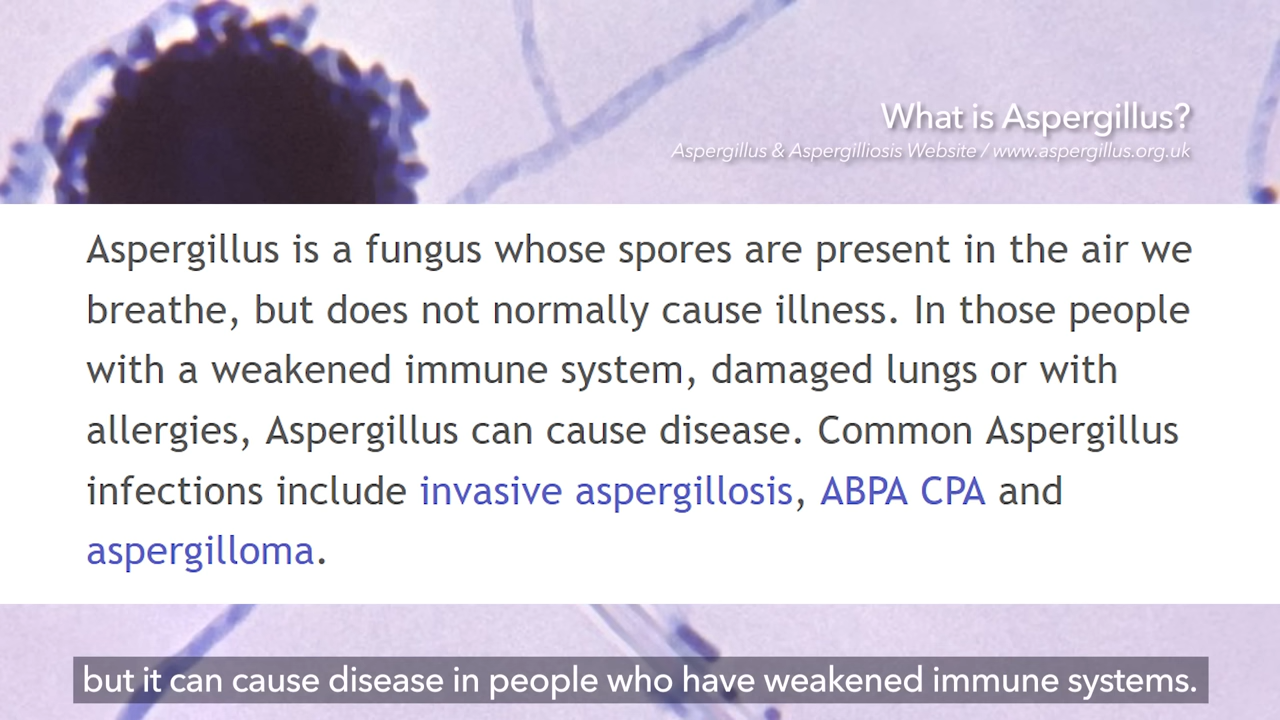 What is Aspergillus?
Aspergillus & Aspergilliosis Website / www.aspergillus.org.uk
Aspergillus is a fungus whose spores are present in the air we
breathe, but does not normally cause illness. In those people
with a weakened immune system, damaged lungs or with
allergies, Aspergillus can cause disease. Common Aspergillus
infections include invasive aspergillosis, ABPA CPA and
aspergilloma.
but it can cause disease in people who have weakened immune systems.